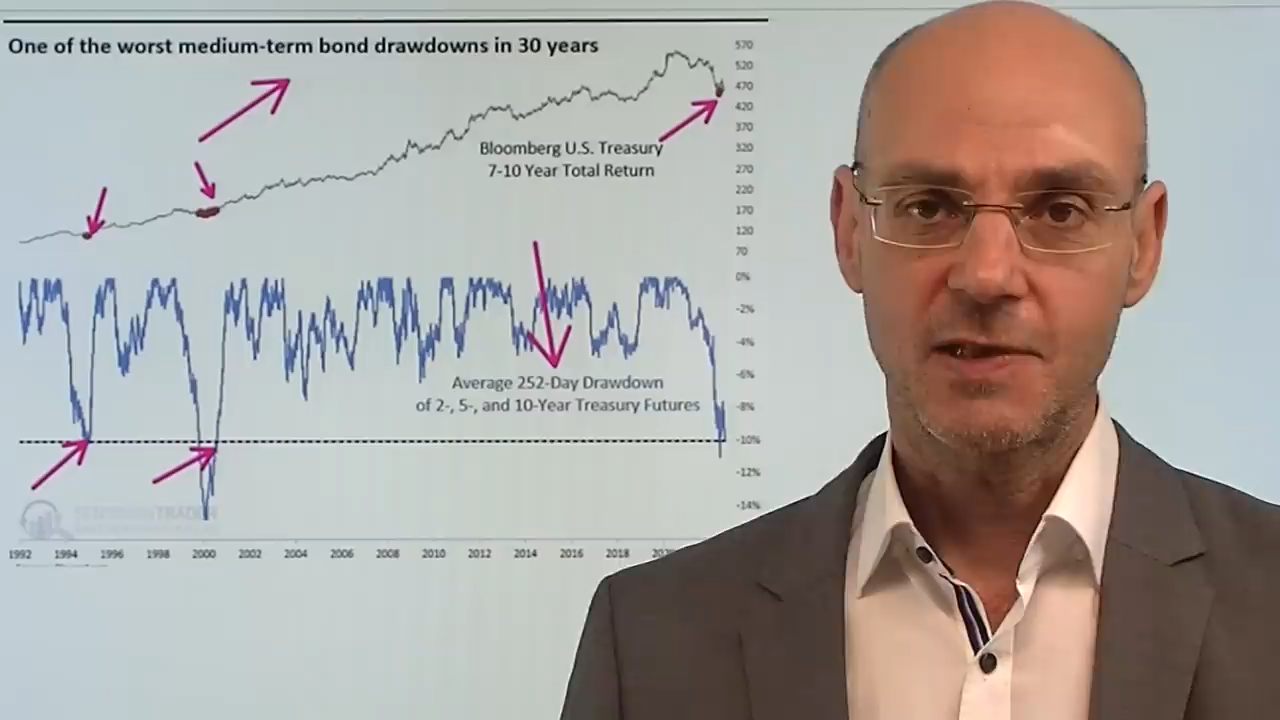 One of the worst medium-term bond drawdowns in 30 years
570
520
470
420
370
320
270
220
170
120
70
Bloomberg U.S. Treasury
7-10 Year Total Return
0%
-2%
-4%
-6%
-8%
-10%
-12%
-14%
Average 252-Day Drawdown
of 2-, 5-, and 10-Year Treasury Futures
SENTIMENTRADER
1992 1994 1996 1998 2000 2002 2004 2006 2008 2010 2012 2014 2016 2018